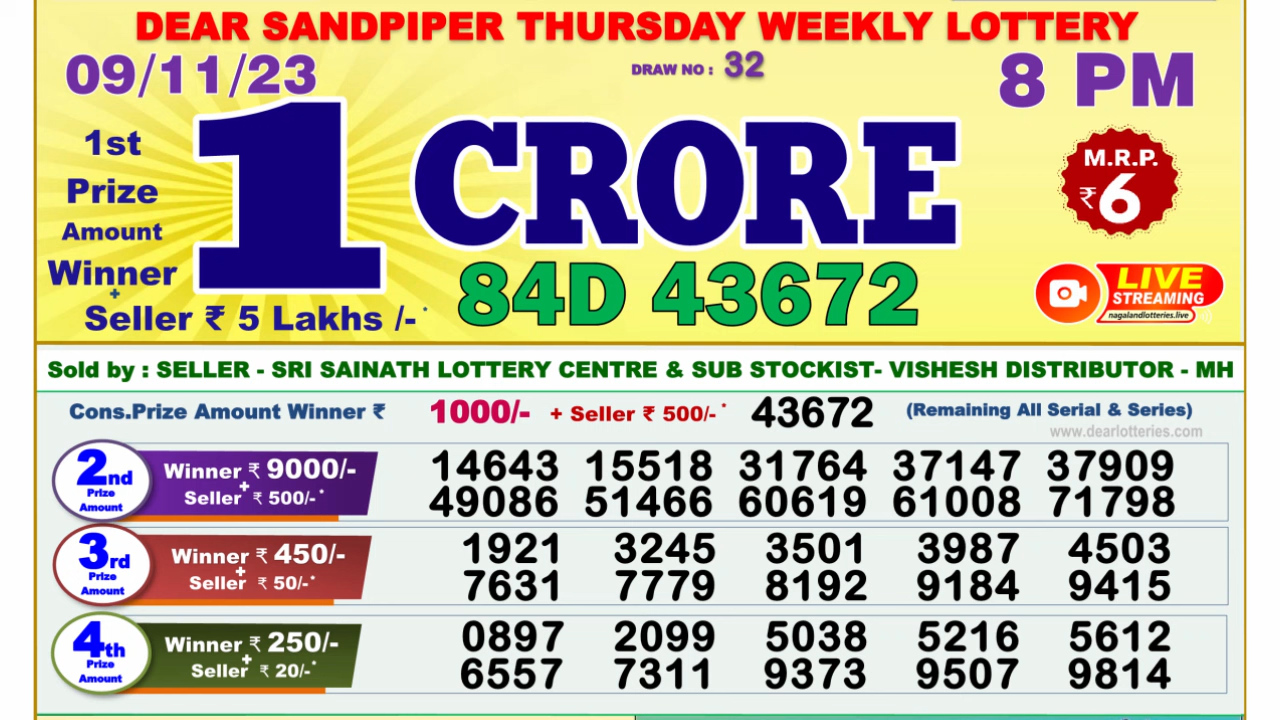 DEAR SANDPIPER THURSDAY WEEKLY LOTTERY
09/11/23
DRAW NO : 32
8 PM
1st
Prize
Amount
Winner
+
Seller ₹ 5 Lakhs /-*
1 CRORE
84D 43672
M.R.P.
₹6
LIVE
STREAMING
nagalandlotteries.live
Sold by : SELLER - SRI SAINATH LOTTERY CENTRE & SUB STOCKIST- VISHESH DISTRIBUTOR - MH
Cons.Prize Amount Winner ₹ 1000/- + Seller ₹ 500/-* 43672 (Remaining All Serial & Series)
www.dearlotteries.com
2nd
Prize
Amount
Winner ₹ 9000/-
+
Seller ₹ 500/-*
14643 15518 31764 37147 37909
49086 51466 60619 61008 71798
3rd
Prize
Amount
Winner ₹ 450/-
+
Seller ₹ 50/-*
1921 3245 3501 3987 4503
7631 7779 8192 9184 9415
4th
Prize
Amount
Winner ₹ 250/-
+
Seller ₹ 20/-*
0897 2099 5038 5216 5612
6557 7311 9373 9507 9814